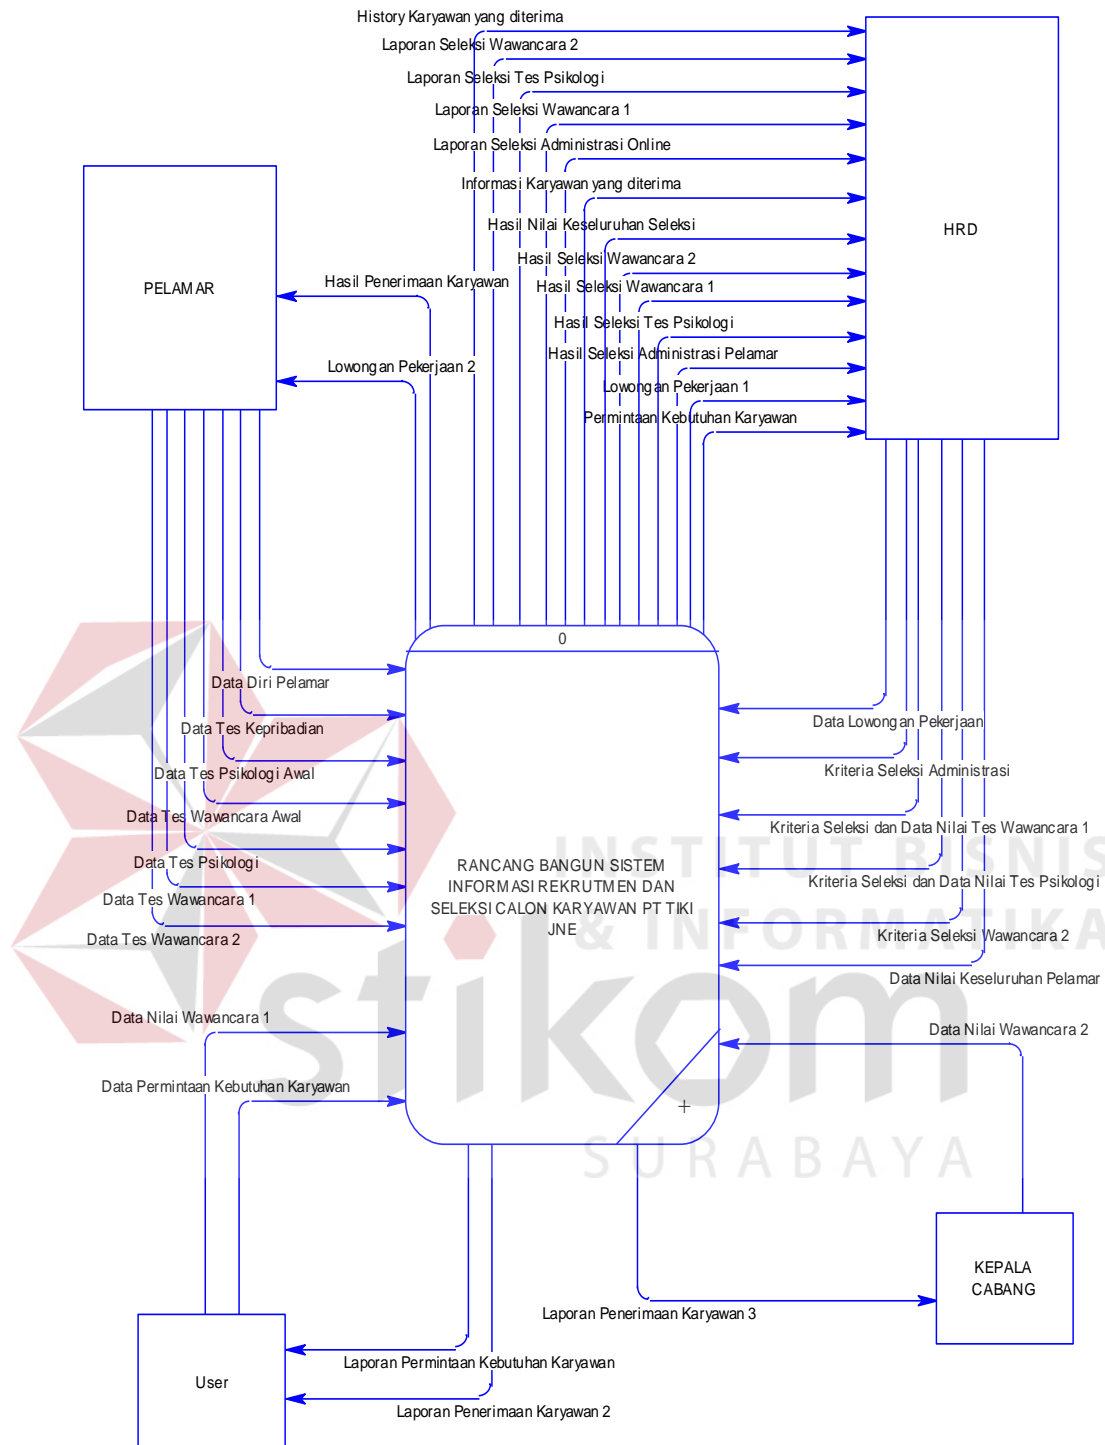 History Karyawan yang diterima
Laporan Seleksi Wawancara 2
Laporan Seleksi Tes Psikologi
Laporan Seleksi Wawancara 1
Laporan Seleksi Administrasi Online
Informasi Karyawan yang diterima
Hasil Nilai Keseluruhan Seleksi
HRD
Hasil Seleksi Wawancara 2
Hasil Seleksi Wawancara 1
Hasil Seleksi Tes Psikologi
Hasil Seleksi Administrasi Pelamar
Lowongan Pekerjaan 1
Permintaan Kebutuhan Karyawan
PELAMAR
Hasil Penerimaan Karyawan
Lowongan Pekerjaan 2
0
Data Diri Pelamar
Data Tes Kepribadian
Data Tes Psikologi Awal
Data Tes Wawancara Awal
Data Tes Psikologi
Data Tes Wawancara 1
Data Tes Wawancara 2
Data Lowongan Pekerjaan
Kriteria Seleksi Administrasi
Kriteria Seleksi dan Data Nilai Tes Wawancara 1
Kriteria Seleksi dan Data Nilai Tes Psikologi
Kriteria Seleksi Wawancara 2
Data Nilai Keseluruhan Pelamar
RANCANG BANGUN SISTEM
INFORMASI REKRUTMEN DAN
SELEKSI CALON KARYAWAN PT TIKI
JNE
INSTITUT BISNIS
& INFORMATIKA
stikom
SURABAYA
Data Nilai Wawancara 1
Data Permintaan Kebutuhan Karyawan
Data Nilai Wawancara 2
+
KEPALA
CABANG
Laporan Penerimaan Karyawan 3
User
Laporan Permintaan Kebutuhan Karyawan
Laporan Penerimaan Karyawan 2